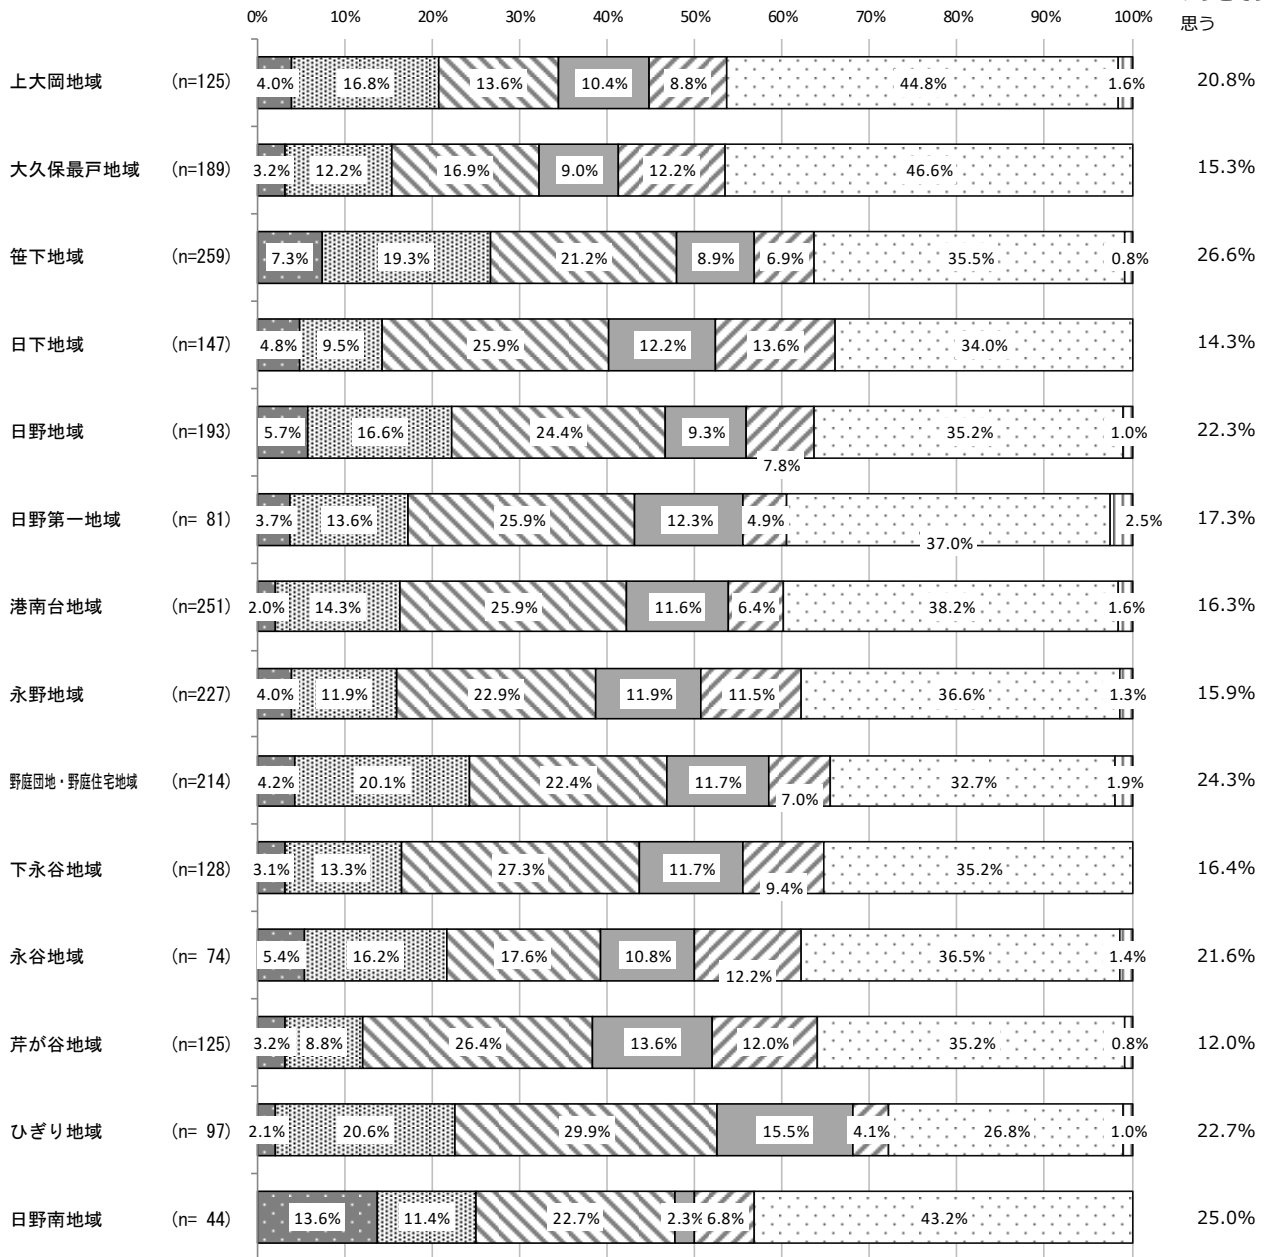 0% 10% 20% 30% 40% 50% 60% 70% 80% 90% 100%
思う
上大岡地域 (n=125) 4.0% 16.8% 13.6% 10.4% 8.8% 44.8% 1.6% 20.8%
大久保最戸地域 (n=189) 3.2% 12.2% 16.9% 9.0% 12.2% 46.6% 15.3%
笹下地域 (n=259) 7.3% 19.3% 21.2% 8.9% 6.9% 35.5% 0.8% 26.6%
日下地域 (n=147) 4.8% 9.5% 25.9% 12.2% 13.6% 34.0% 14.3%
日野地域 (n=193) 5.7% 16.6% 24.4% 9.3% 7.8% 35.2% 1.0% 22.3%
日野第一地域 (n= 81) 3.7% 13.6% 25.9% 12.3% 4.9% 37.0% 2.5% 17.3%
港南台地域 (n=251) 2.0% 14.3% 25.9% 11.6% 6.4% 38.2% 1.6% 16.3%
永野地域 (n=227) 4.0% 11.9% 22.9% 11.9% 11.5% 36.6% 1.3% 15.9%
野庭団地・野庭住宅地域 (n=214) 4.2% 20.1% 22.4% 11.7% 7.0% 32.7% 1.9% 24.3%
下永谷地域 (n=128) 3.1% 13.3% 27.3% 11.7% 9.4% 35.2% 16.4%
永谷地域 (n= 74) 5.4% 16.2% 17.6% 10.8% 12.2% 36.5% 1.4% 21.6%
芹が谷地域 (n=125) 3.2% 8.8% 26.4% 13.6% 12.0% 35.2% 0.8% 12.0%
ひぎり地域 (n= 97) 2.1% 20.6% 29.9% 15.5% 4.1% 26.8% 1.0% 22.7%
日野南地域 (n= 44) 13.6% 11.4% 22.7% 2.3% 6.8% 43.2% 25.0%